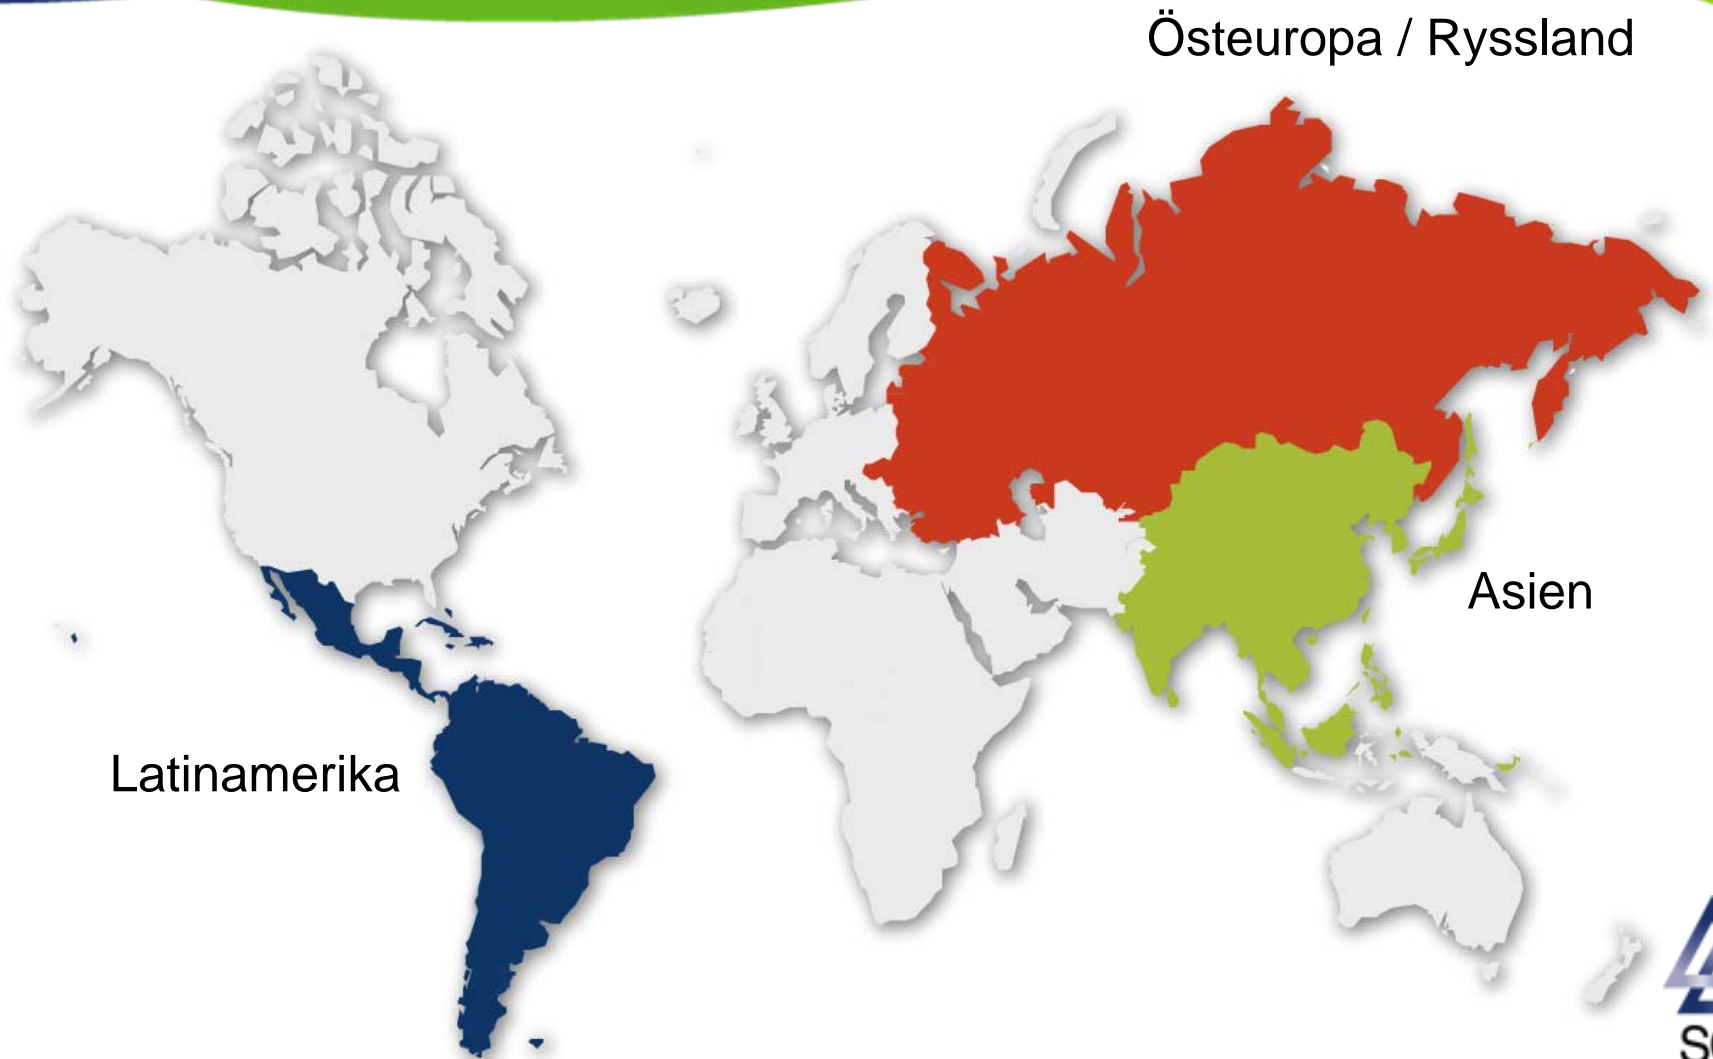 Östeuropa / Ryssland
Asien
Latinamerika